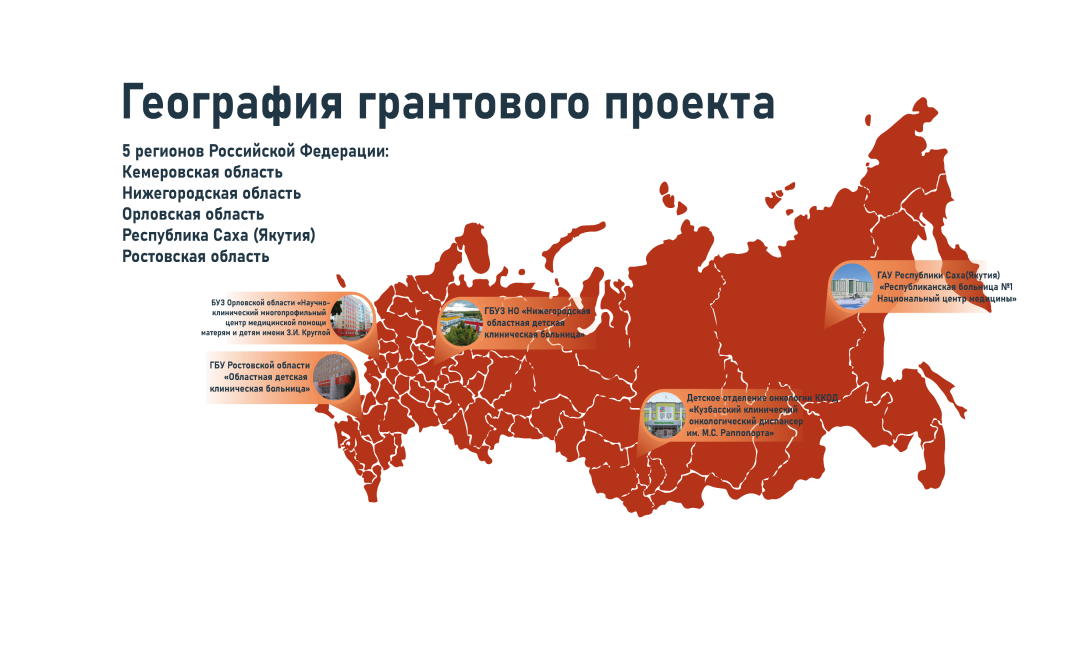 География грантового проекта
5 регионов Российской Федерации:
Кемеровская область
Нижегородская область
Орловская область
Республика Саха (Якутия)
Ростовская область
БУЗ Орловской области «Научно-
клинический многопрофильный
центр медицинской помощи
матерям и детям имени З.И. Круглой
ГБУ Ростовской области
«Областная детская
клиническая больница»
ГБУЗ НО «Нижегородская
областная детская
клиническая больница»
Детское отделение онкологии ККОД
«Кузбасский клинический
онкологический диспансер
им. М.С. Раппопорта»
ГАУ Республики Саха(Якутия)
«Республиканская больница №1
Национальный центр медицины»